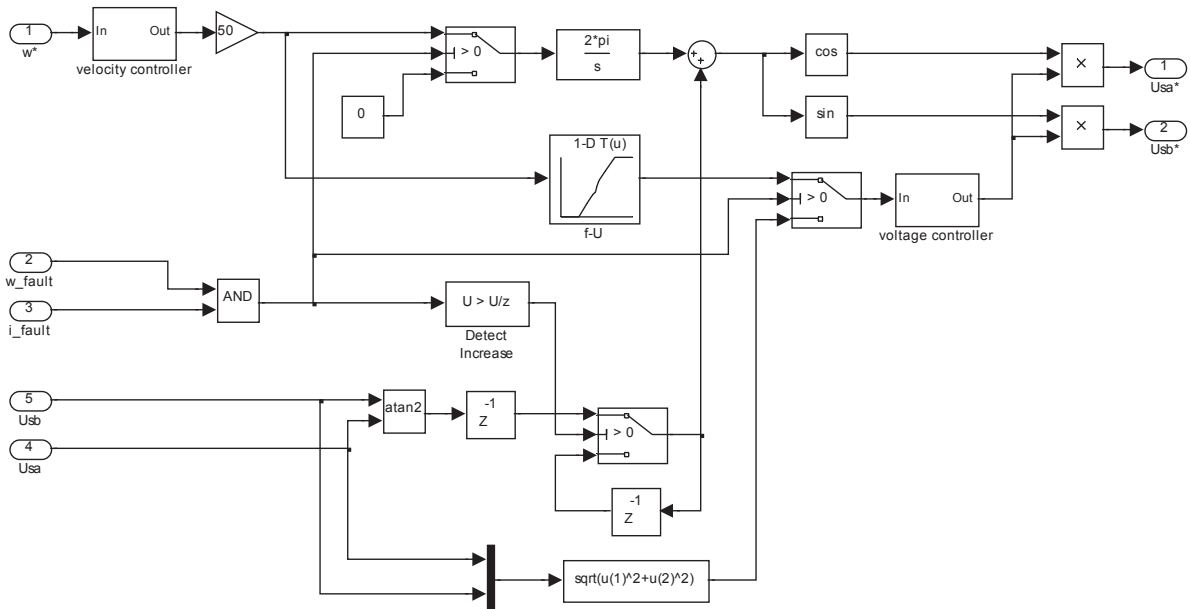 1
w*
In
Out
velocity controller
50
> 0
0
2*pi
s
+
+
cos
sin
×
×
1
Usa*
2
Usb*
1-D T(u)
f-U
> 0
In
Out
voltage controller
2
w_fault
3
i_fault
AND
U > U/z
Detect
Increase
5
Usb
4
Usa
atan2
-1
Z
> 0
-1
Z
sqrt(u(1)^2+u(2)^2)